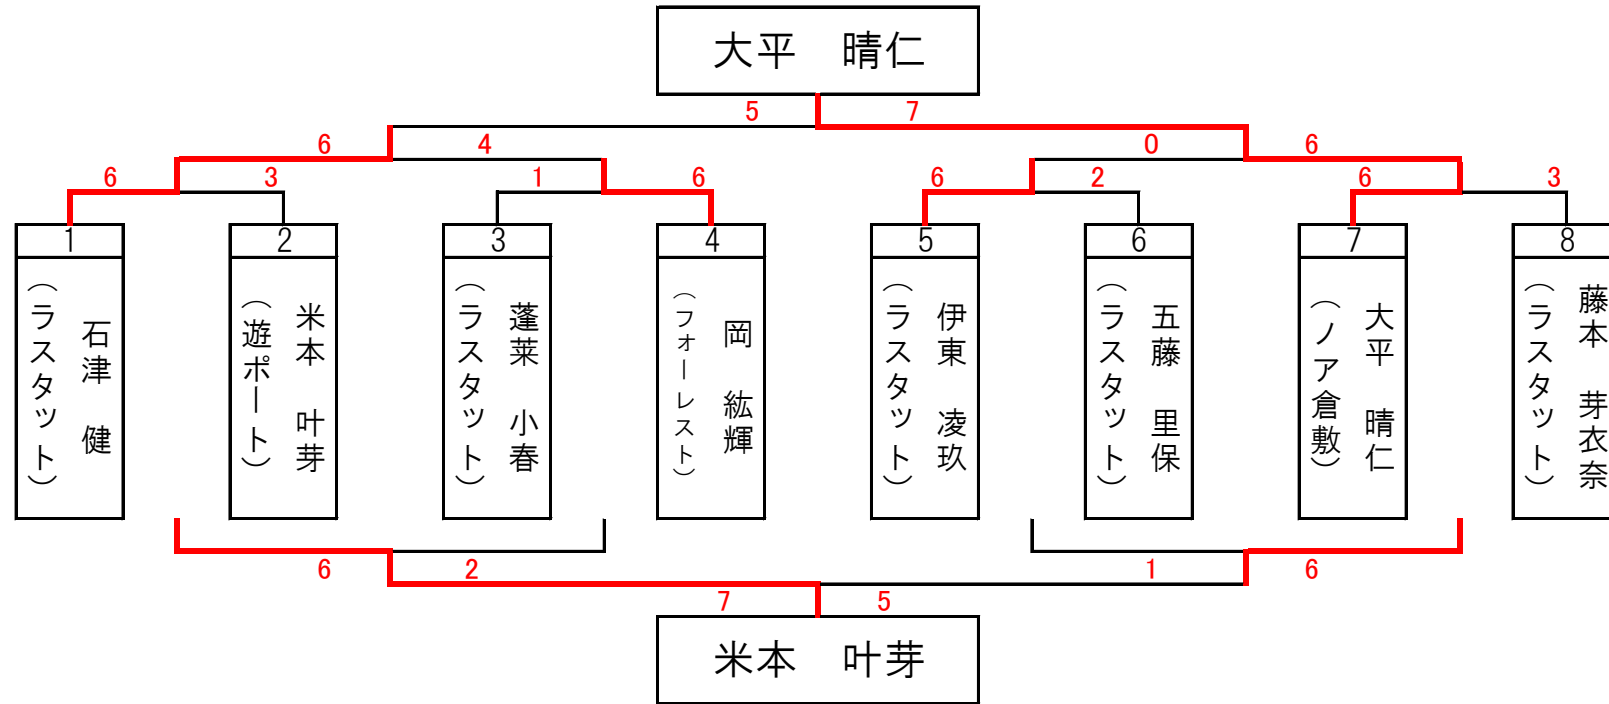 大平　晴仁
5 7
6 4 0 6
6 3 1 6 6 2 6 3
1 2 3 4 5 6 7 8
石津　健
（ラスタット）
米本　叶芽
（遊ポート）
蓬莱　小春
（ラスタット）
岡　紘輝
（フオーレスト）
伊東　凌玖
（ラスタット）
五藤　里保
（ラスタット）
大平　晴仁
（ノア倉敷）
藤本　芽衣奈
（ラスタット）
6 2 1 6
7 5
米本　叶芽